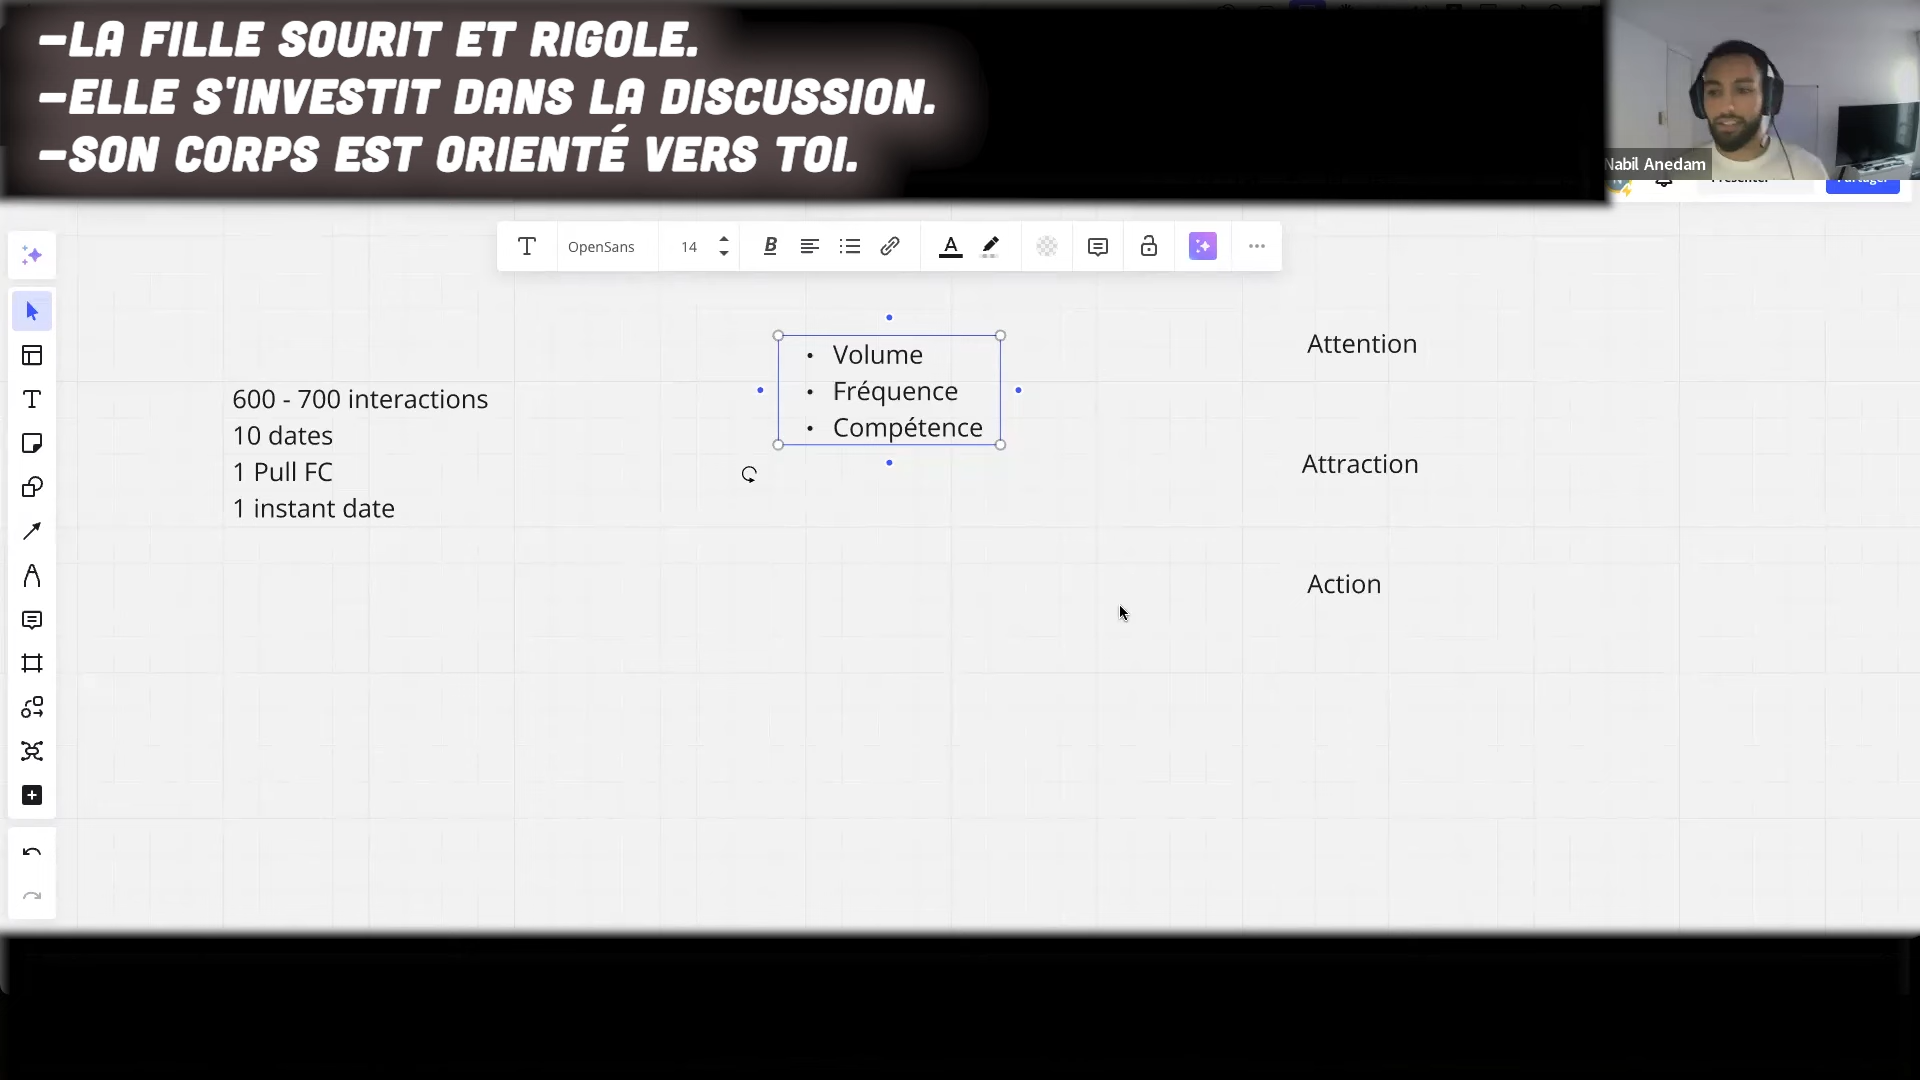 -LA FILLE SOURIT ET RIGOLE.
-ELLE S'INVESTIT DANS LA DISCUSSION.
-SON CORPS EST ORIENTÉ VERS TOI.
Nabil Anedam
OpenSans
14
600 - 700 interactions
10 dates
1 Pull FC
1 instant date
• Volume
• Fréquence
• Compétence
Attention
Attraction
Action